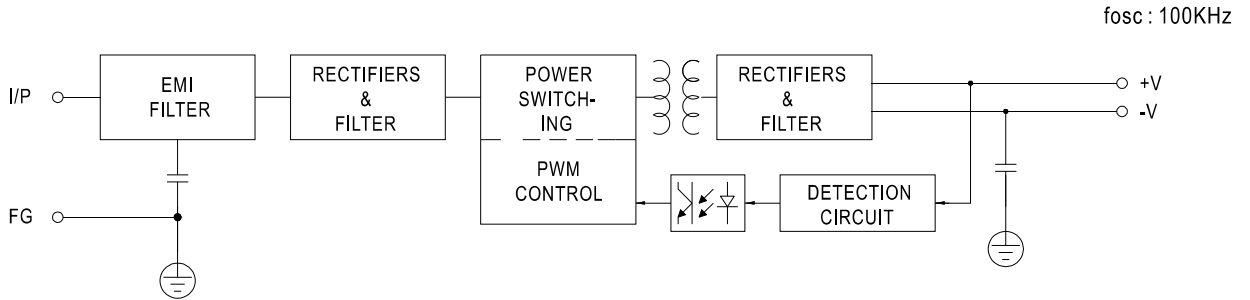 fosc : 100KHz
I/P
EMI
FILTER
RECTIFIERS
&
FILTER
POWER
SWITCH-
ING
PWM
CONTROL
RECTIFIERS
&
FILTER
+V
-V
DETECTION
CIRCUIT
FG